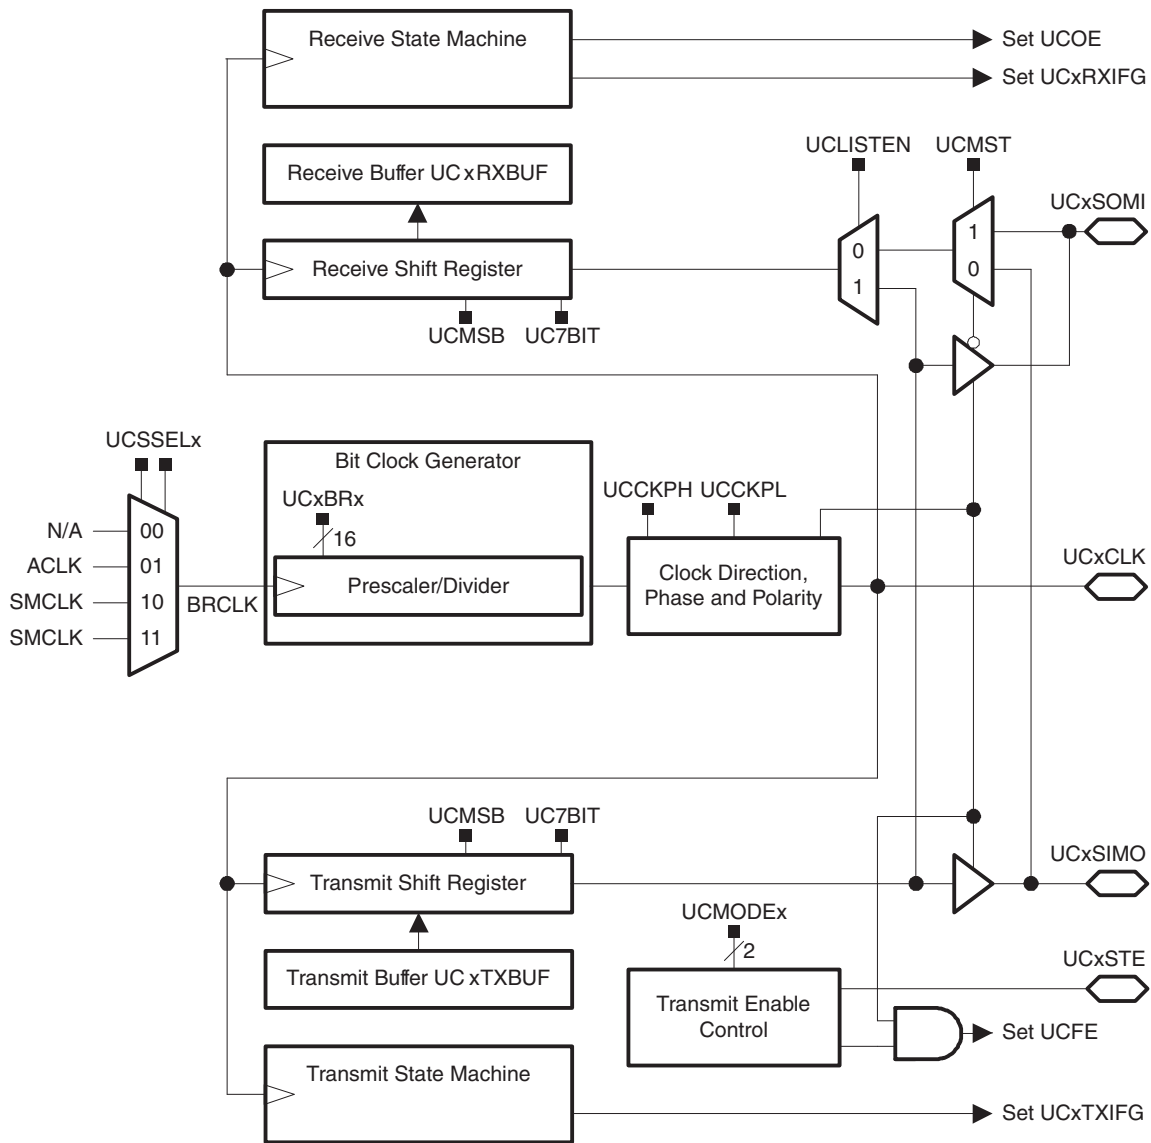 Receive State Machine
Set UCOE
Set UCxRXIFG
Receive Buffer UCxRXBUF
UCLISTEN
UCMST
UCxSOMI
Receive Shift Register
0
1
1
0
UCMSB
UC7BIT
UCSSELx
N/A
ACLK
SMCLK
SMCLK
00
01
10
11
BRCLK
Bit Clock Generator
UCxBRx
16
Prescaler/Divider
UCCKPH
UCCKPL
Clock Direction,
Phase and Polarity
UCxCLK
UCMSB
UC7BIT
Transmit Shift Register
UCxSIMO
Transmit Buffer UCxTXBUF
UCMODEx
2
Transmit Enable
Control
UCxSTE
Set UCFE
Transmit State Machine
Set UCxTXIFG